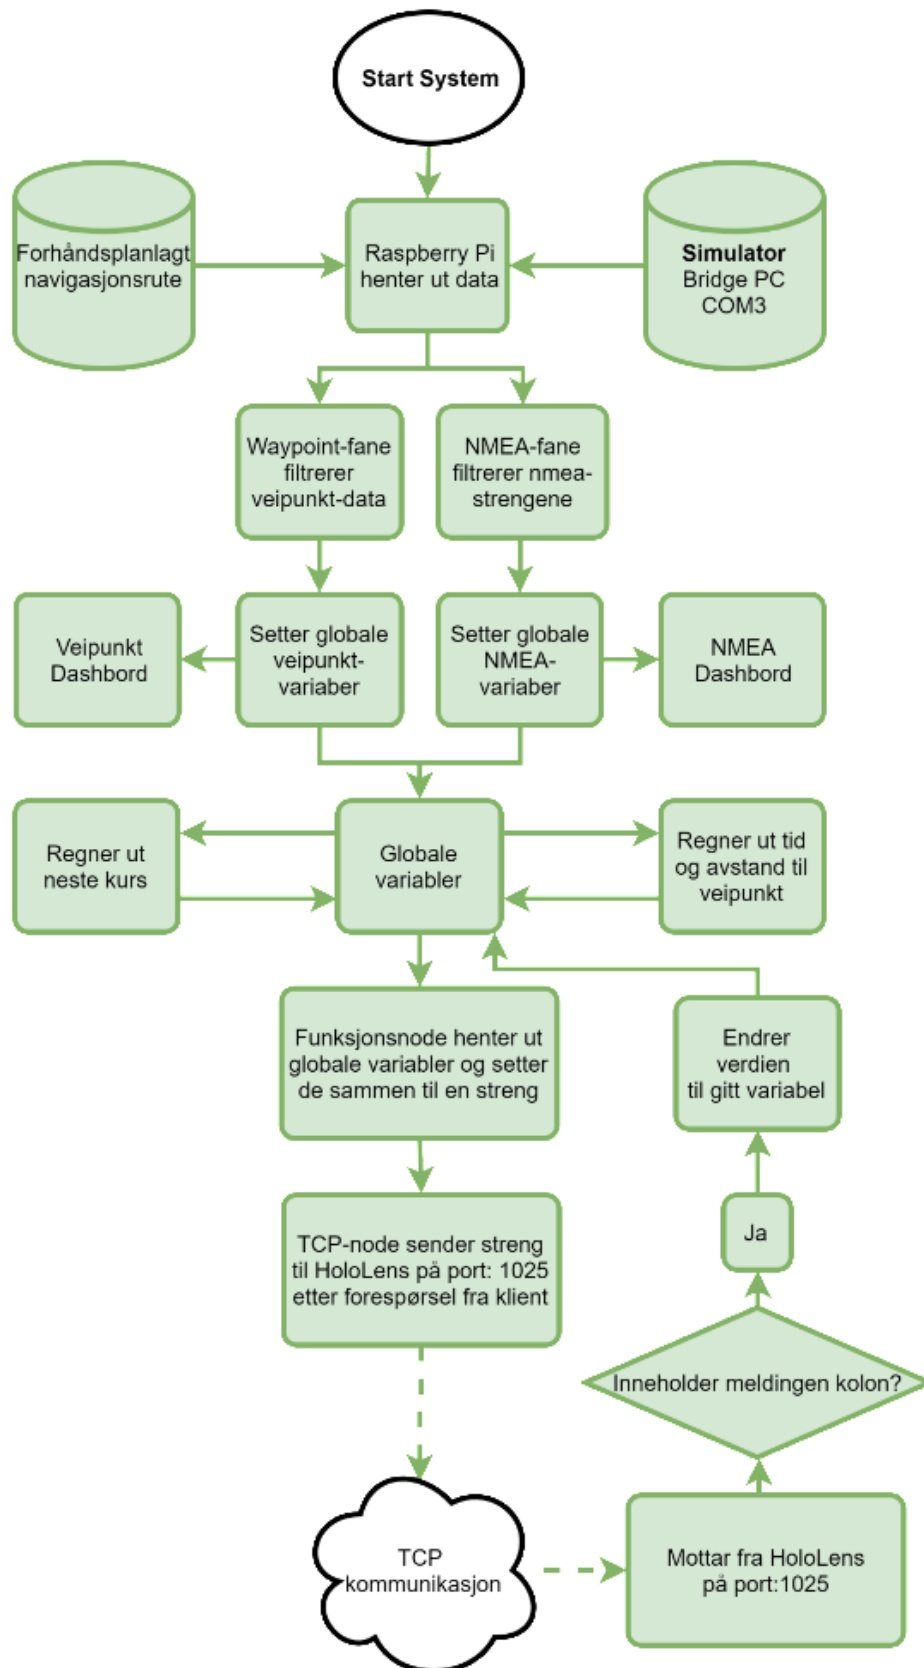 Start System
Forhåndsplanlagt
navigasjonsrute
Raspberry Pi
henter ut data
Simulator
Bridge PC
COM3
Waypoint-fane
filtrerer
veipunkt-data
NMEA-fane
filtrerer nmea-
strengene
Veipunkt
Dashbord
Setter globale
veipunkt-
variaber
Setter globale
NMEA-
variaber
NMEA
Dashbord
Regner ut
neste kurs
Globale
variabler
Regner ut tid
og avstand til
veipunkt
Funksjonsnode henter ut
globale variabler og setter
de sammen til en streng
Endrer
verdien
til gitt variabel
TCP-node sender streng
til HoloLens på port: 1025
etter forespørsel fra klient
Ja
Inneholder meldingen kolon?
TCP
kommunikasjon
Mottar fra HoloLens
på port:1025